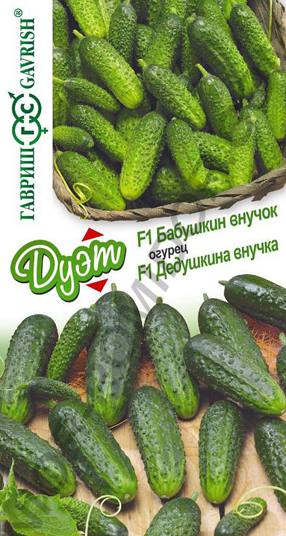 ГАВРИШ
GAVRISH
Дуэт
F1 Бабушкин внучок
огурец
F1 Дедушкина внучка